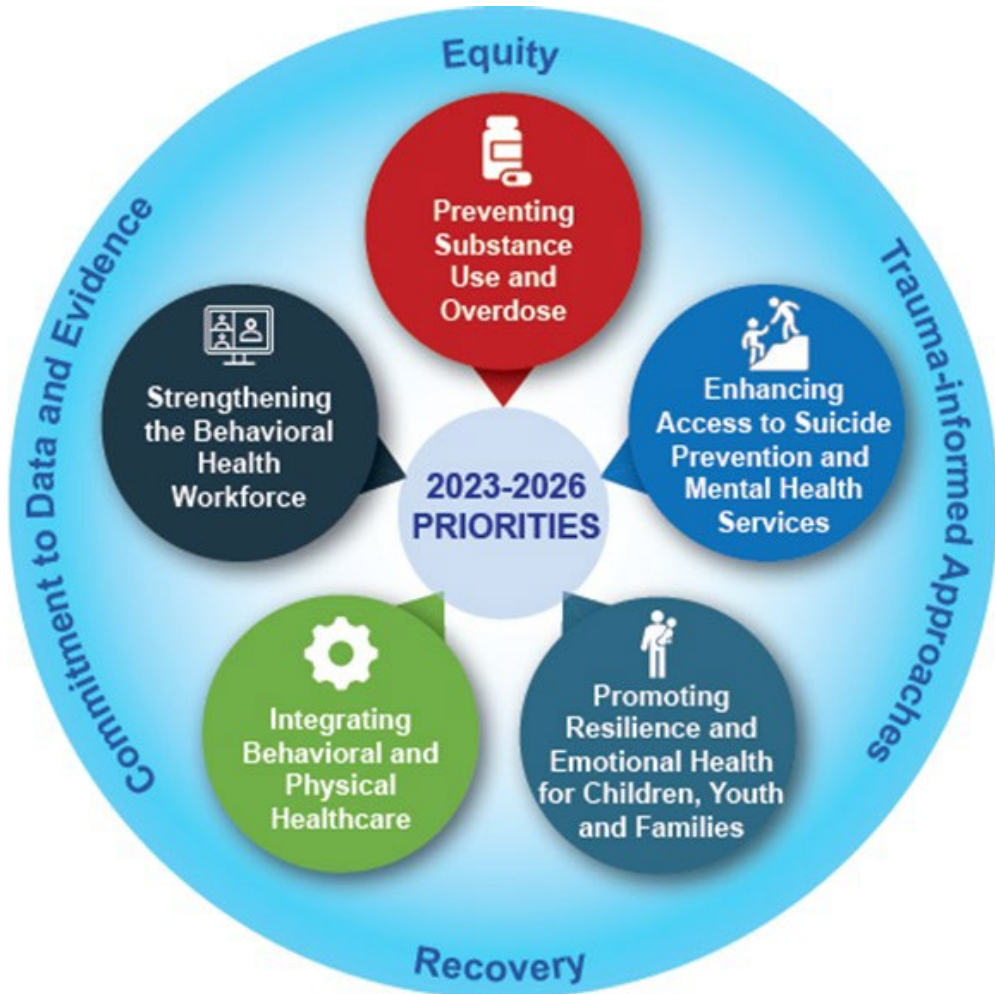 Equity
Preventing
Substance
Use and
Overdose
Enhancing
Access to Suicide
Prevention and
Mental Health
Services
Promoting
Resilience and
Emotional Health
for Children, Youth
and Families
Integrating
Behavioral and
Physical
Healthcare
Strengthening
the Behavioral
Health
Workforce
2023-2026
PRIORITIES
Trauma-informed Approaches
Recovery
Commitment to Data and Evidence